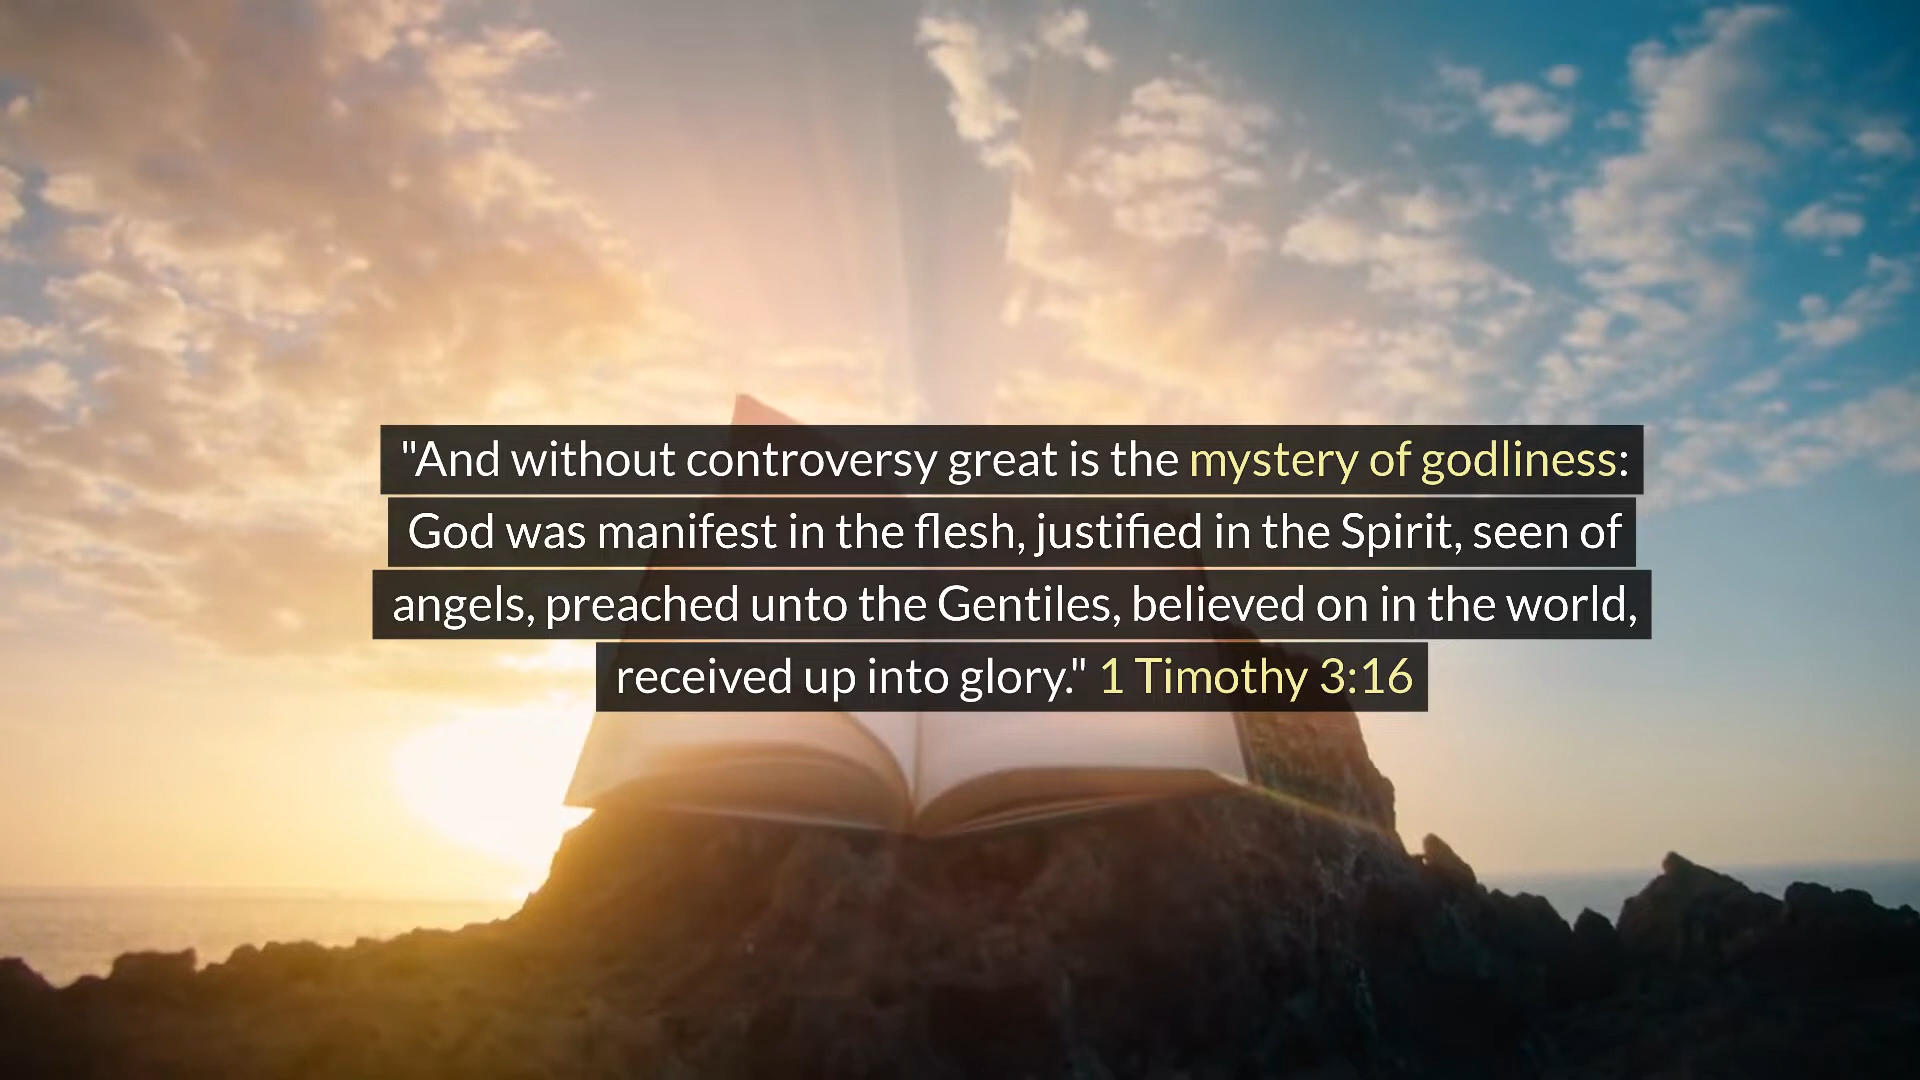 "And without controversy great is the mystery of godliness:
God was manifest in the flesh, justified in the Spirit, seen of
angels, preached unto the Gentiles, believed on in the world,
received up into glory." 1 Timothy 3:16